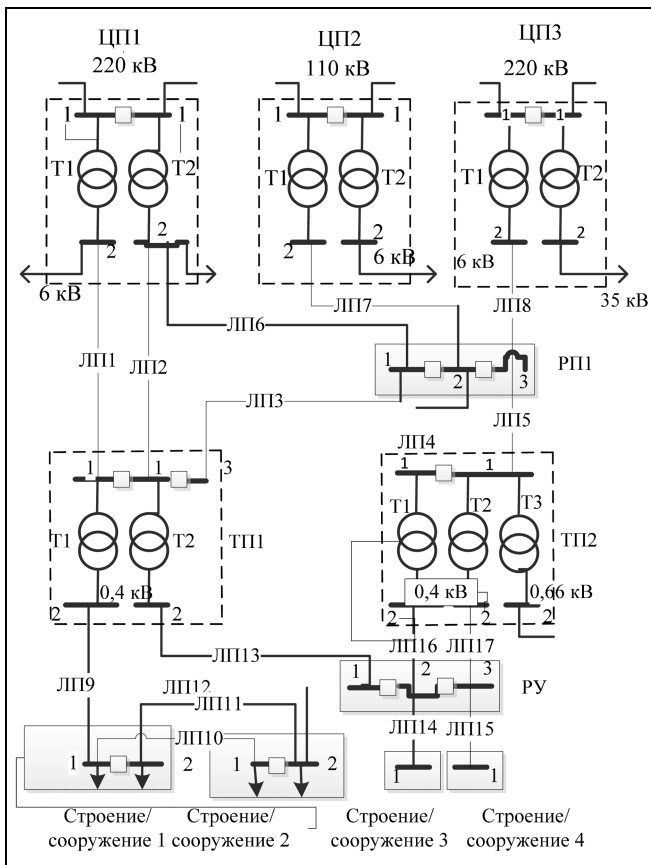 ЦП1 ЦП2 ЦП3
220 кВ 110 кВ 220 кВ
1 1 1 1 1 1
Т1 Т2 Т1 Т2 Т1 Т2
2 2 2 2 2 2
6 кВ 6 кВ 6 кВ 35 кВ
ЛП7 ЛП8
ЛП6
ЛП1 ЛП2
1 2 3 РП1
ЛП3 ЛП5
ЛП4
1 1 3 1 1
Т1 Т2 ТП1 Т1 Т2 Т3 ТП2
0,4 кВ 0,4 кВ 0,66 кВ
2 2 2 2 2
ЛП13 ЛП16 ЛП17
1 2 3 РУ
ЛП9 ЛП12
ЛП11 ЛП14 ЛП15
ЛП10
1 2 1 2 1 1
Строение/ Строение/ Строение/ Строение/
сооружение 1 сооружение 2 сооружение 3 сооружение 4